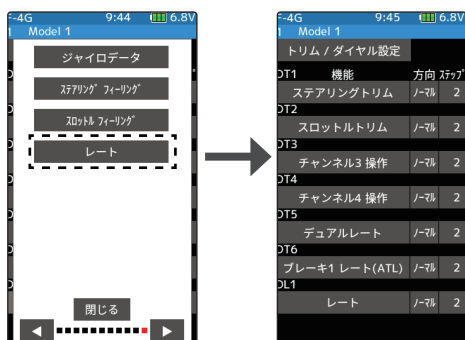 F-4G 9:44 6.8V
1 Model 1
ジャイロデータ
ステアリング フィーリング
スロットル フィーリング
レート
閉じる
F-4G 9:45 6.8V
1 Model 1
トリム / ダイヤル設定
DT1 機能 方向 ステップ
ステアリングトリム ノーマル 2
DT2
スロットルトリム ノーマル 2
DT3
チャンネル3 操作 ノーマル 2
DT4
チャンネル4 操作 ノーマル 2
DT5
デュアルレート ノーマル 2
DT6
ブレーキ1 レート(ATL) ノーマル 2
DL1
レート ノーマル 2